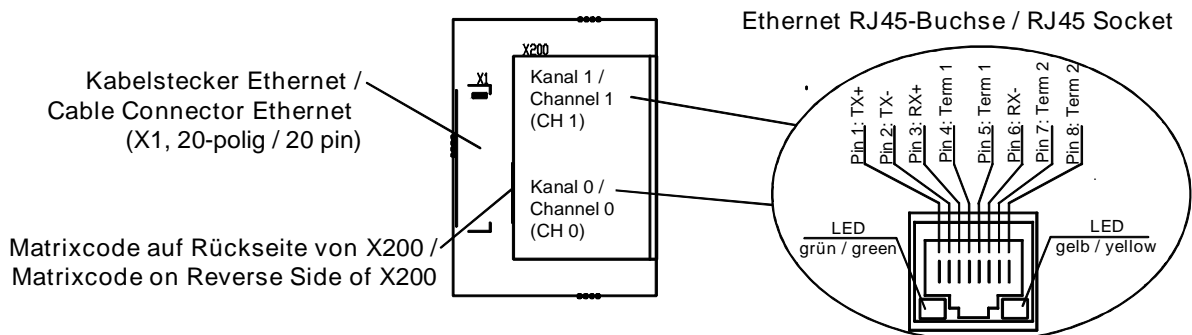 Ethernet RJ45-Buchse / RJ45 Socket
Kabelstecker Ethernet /
Cable Connector Ethernet
(X1, 20-polig / 20 pin)
Matrixcode auf Rückseite von X200 /
Matrixcode on Reverse Side of X200
X200
X1
Kanal 1 /
Channel 1
(CH 1)
Kanal 0 /
Channel 0
(CH 0)
Pin 1: TX+
Pin 2: TX-
Pin 3: RX+
Pin 4: Term 1
Pin 5: Term 1
Pin 6: RX-
Pin 7: Term 2
Pin 8: Term 2
LED
grün / green
LED
gelb / yellow